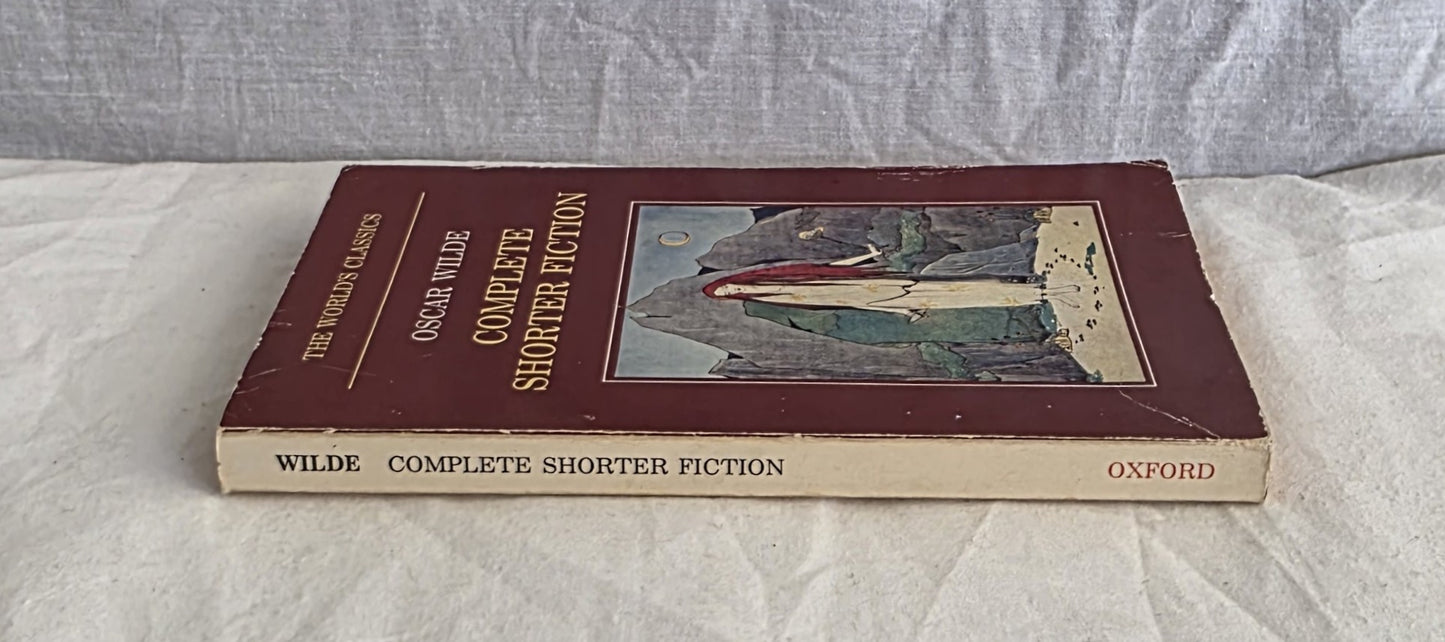 THE WORLD'S CLASSICS
OSCAR WILDE
COMPLETE
SHORTER FICTION
WILDE COMPLETE SHORTER FICTION OXFORD